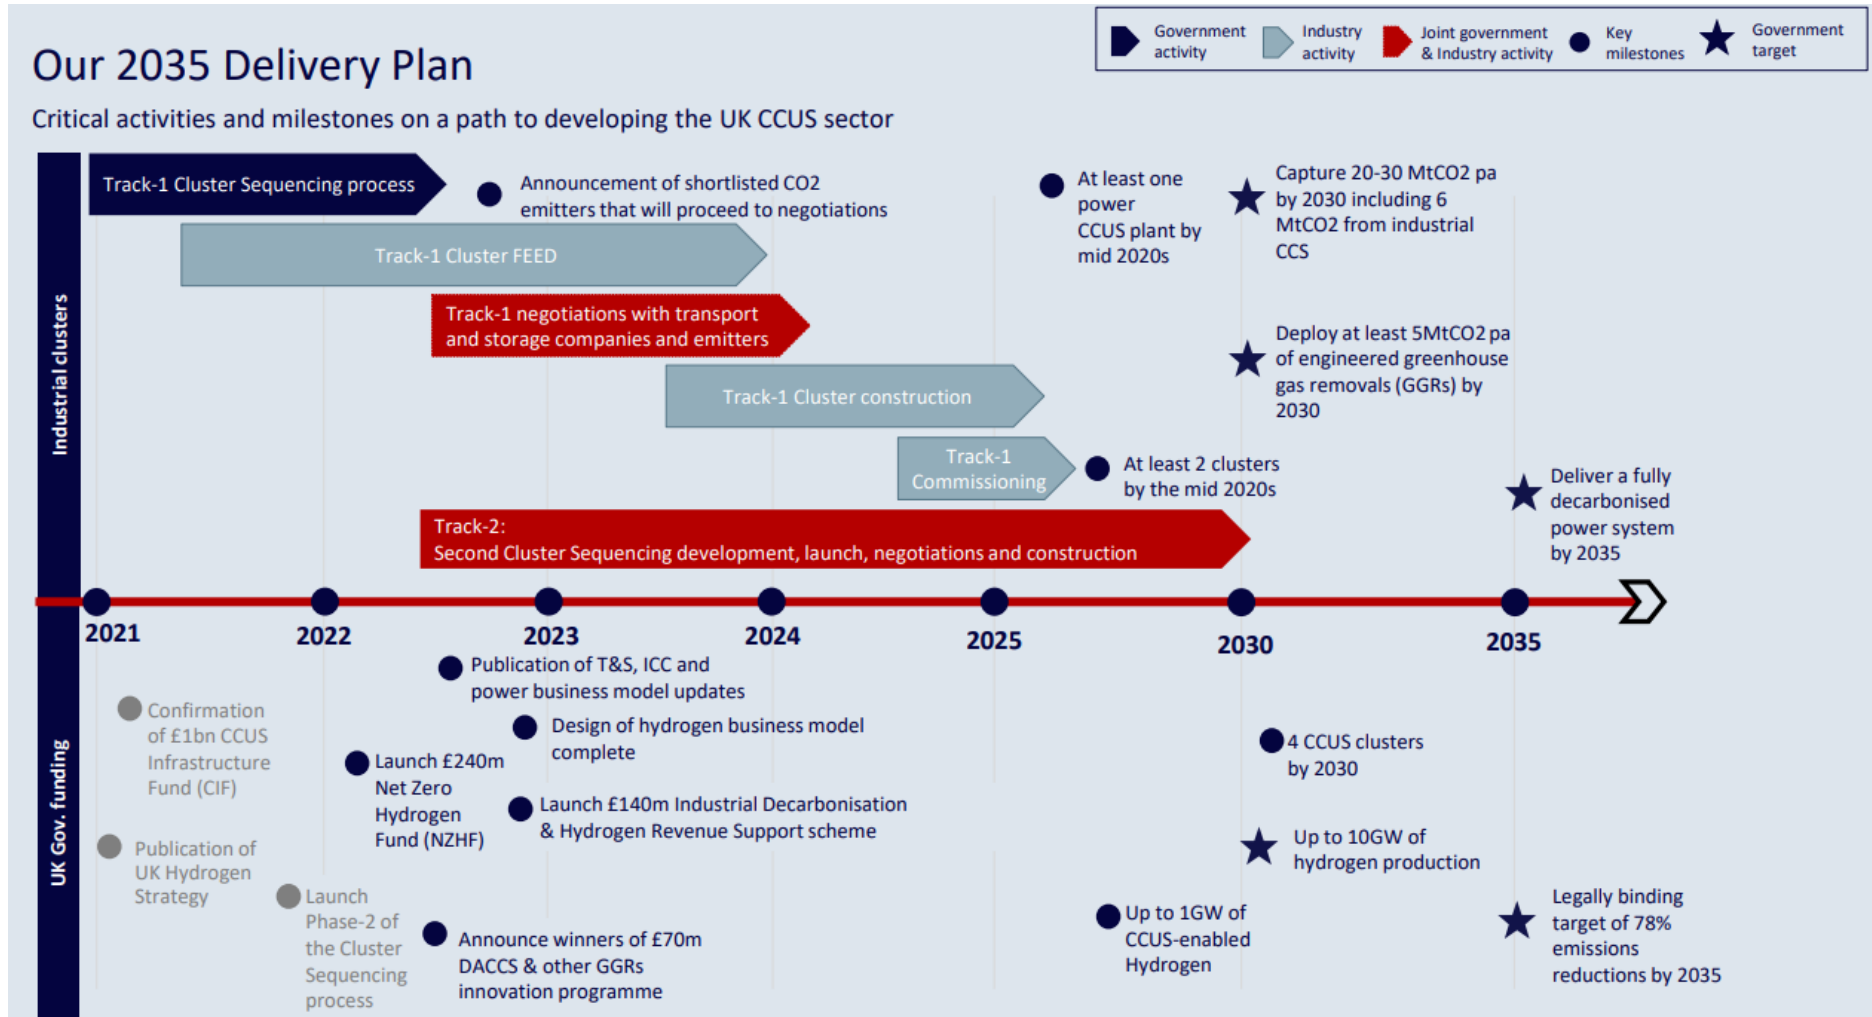 Our 2035 Delivery Plan
Critical activities and milestones on a path to developing the UK CCUS sector
Government
activity
Industry
activity
Joint government
& Industry activity
Key
milestones
Government
target
Industrial clusters
Track-1 Cluster Sequencing process
Announcement of shortlisted CO2
emitters that will proceed to negotiations
At least one
power
CCUS plant by
mid 2020s
Capture 20-30 MtCO2 pa
by 2030 including 6
MtCO2 from industrial
CCS
Track-1 Cluster FEED
Track-1 negotiations with transport
and storage companies and emitters
Deploy at least 5MtCO2 pa
of engineered greenhouse
gas removals (GGRs) by
2030
Track-1 Cluster construction
Track-1
Commissioning
At least 2 clusters
by the mid 2020s
Deliver a fully
decarbonised
power system
by 2035
Track-2:
Second Cluster Sequencing development, launch, negotiations and construction
2021
2022
2023
2024
2025
2030
2035
UK Gov. funding
Publication of T&S, ICC and
power business model updates
Confirmation
of £1bn CCUS
Infrastructure
Fund (CIF)
Design of hydrogen business model
complete
Launch £240m
Net Zero
Hydrogen
Fund (NZHF)
4 CCUS clusters
by 2030
Launch £140m Industrial Decarbonisation
& Hydrogen Revenue Support scheme
Publication of
UK Hydrogen
Strategy
Up to 10GW of
hydrogen production
Launch
Phase-2 of
the Cluster
Sequencing
process
Announce winners of £70m
DACCS & other GGRs
innovation programme
Up to 1GW of
CCUS-enabled
Hydrogen
Legally binding
target of 78%
emissions
reductions by 2035